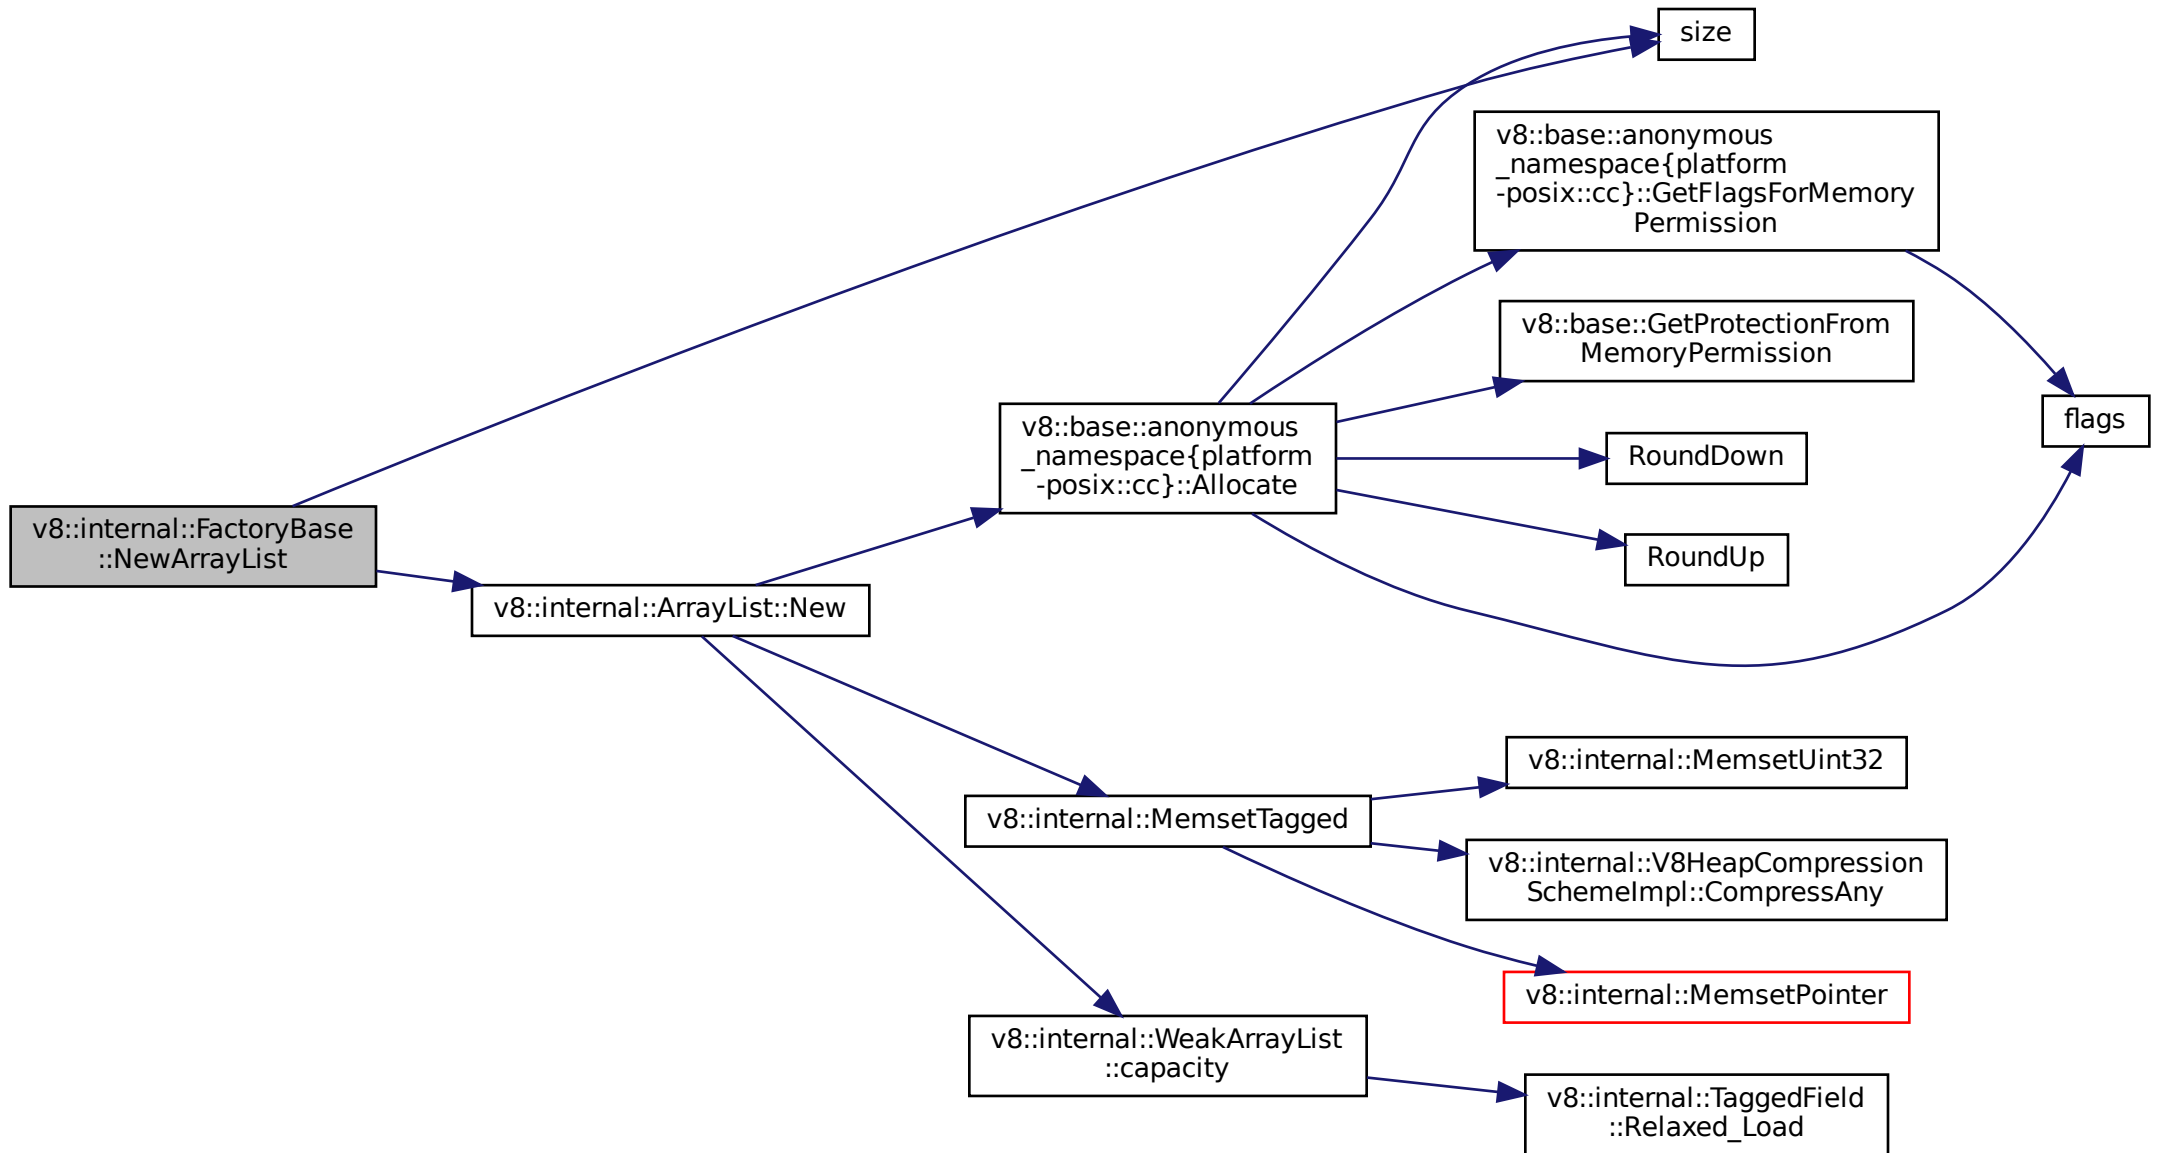 size
v8::base::anonymous
_namespace{platform
-posix::cc}::GetFlagsForMemory
Permission
v8::base::GetProtectionFrom
MemoryPermission
flags
v8::base::anonymous
_namespace{platform
-posix::cc}::Allocate
RoundDown
RoundUp
v8::internal::FactoryBase
::NewArrayList
v8::internal::ArrayList::New
v8::internal::MemsetUint32
v8::internal::MemsetTagged
v8::internal::V8HeapCompression
SchemeImpl::CompressAny
v8::internal::MemsetPointer
v8::internal::WeakArrayList
::capacity
v8::internal::TaggedField
::Relaxed_Load